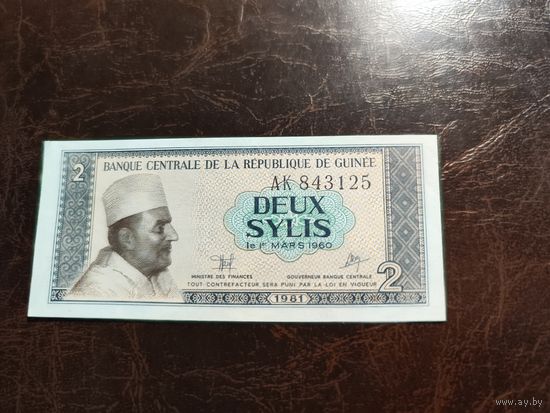 BANQUE CENTRALE DE LA RÉPUBLIQUE DE GUINÉE
2
AK 843125
DEUX
SYLIS
le 1er MARS 1960
MINISTRE DES FINANCES
GOUVERNEUR BANQUE CENTRALE
TOUT CONTREFACTEUR SERA PUNI PAR LA LOI EN VIGUEUR
1981
2
www.ay.by